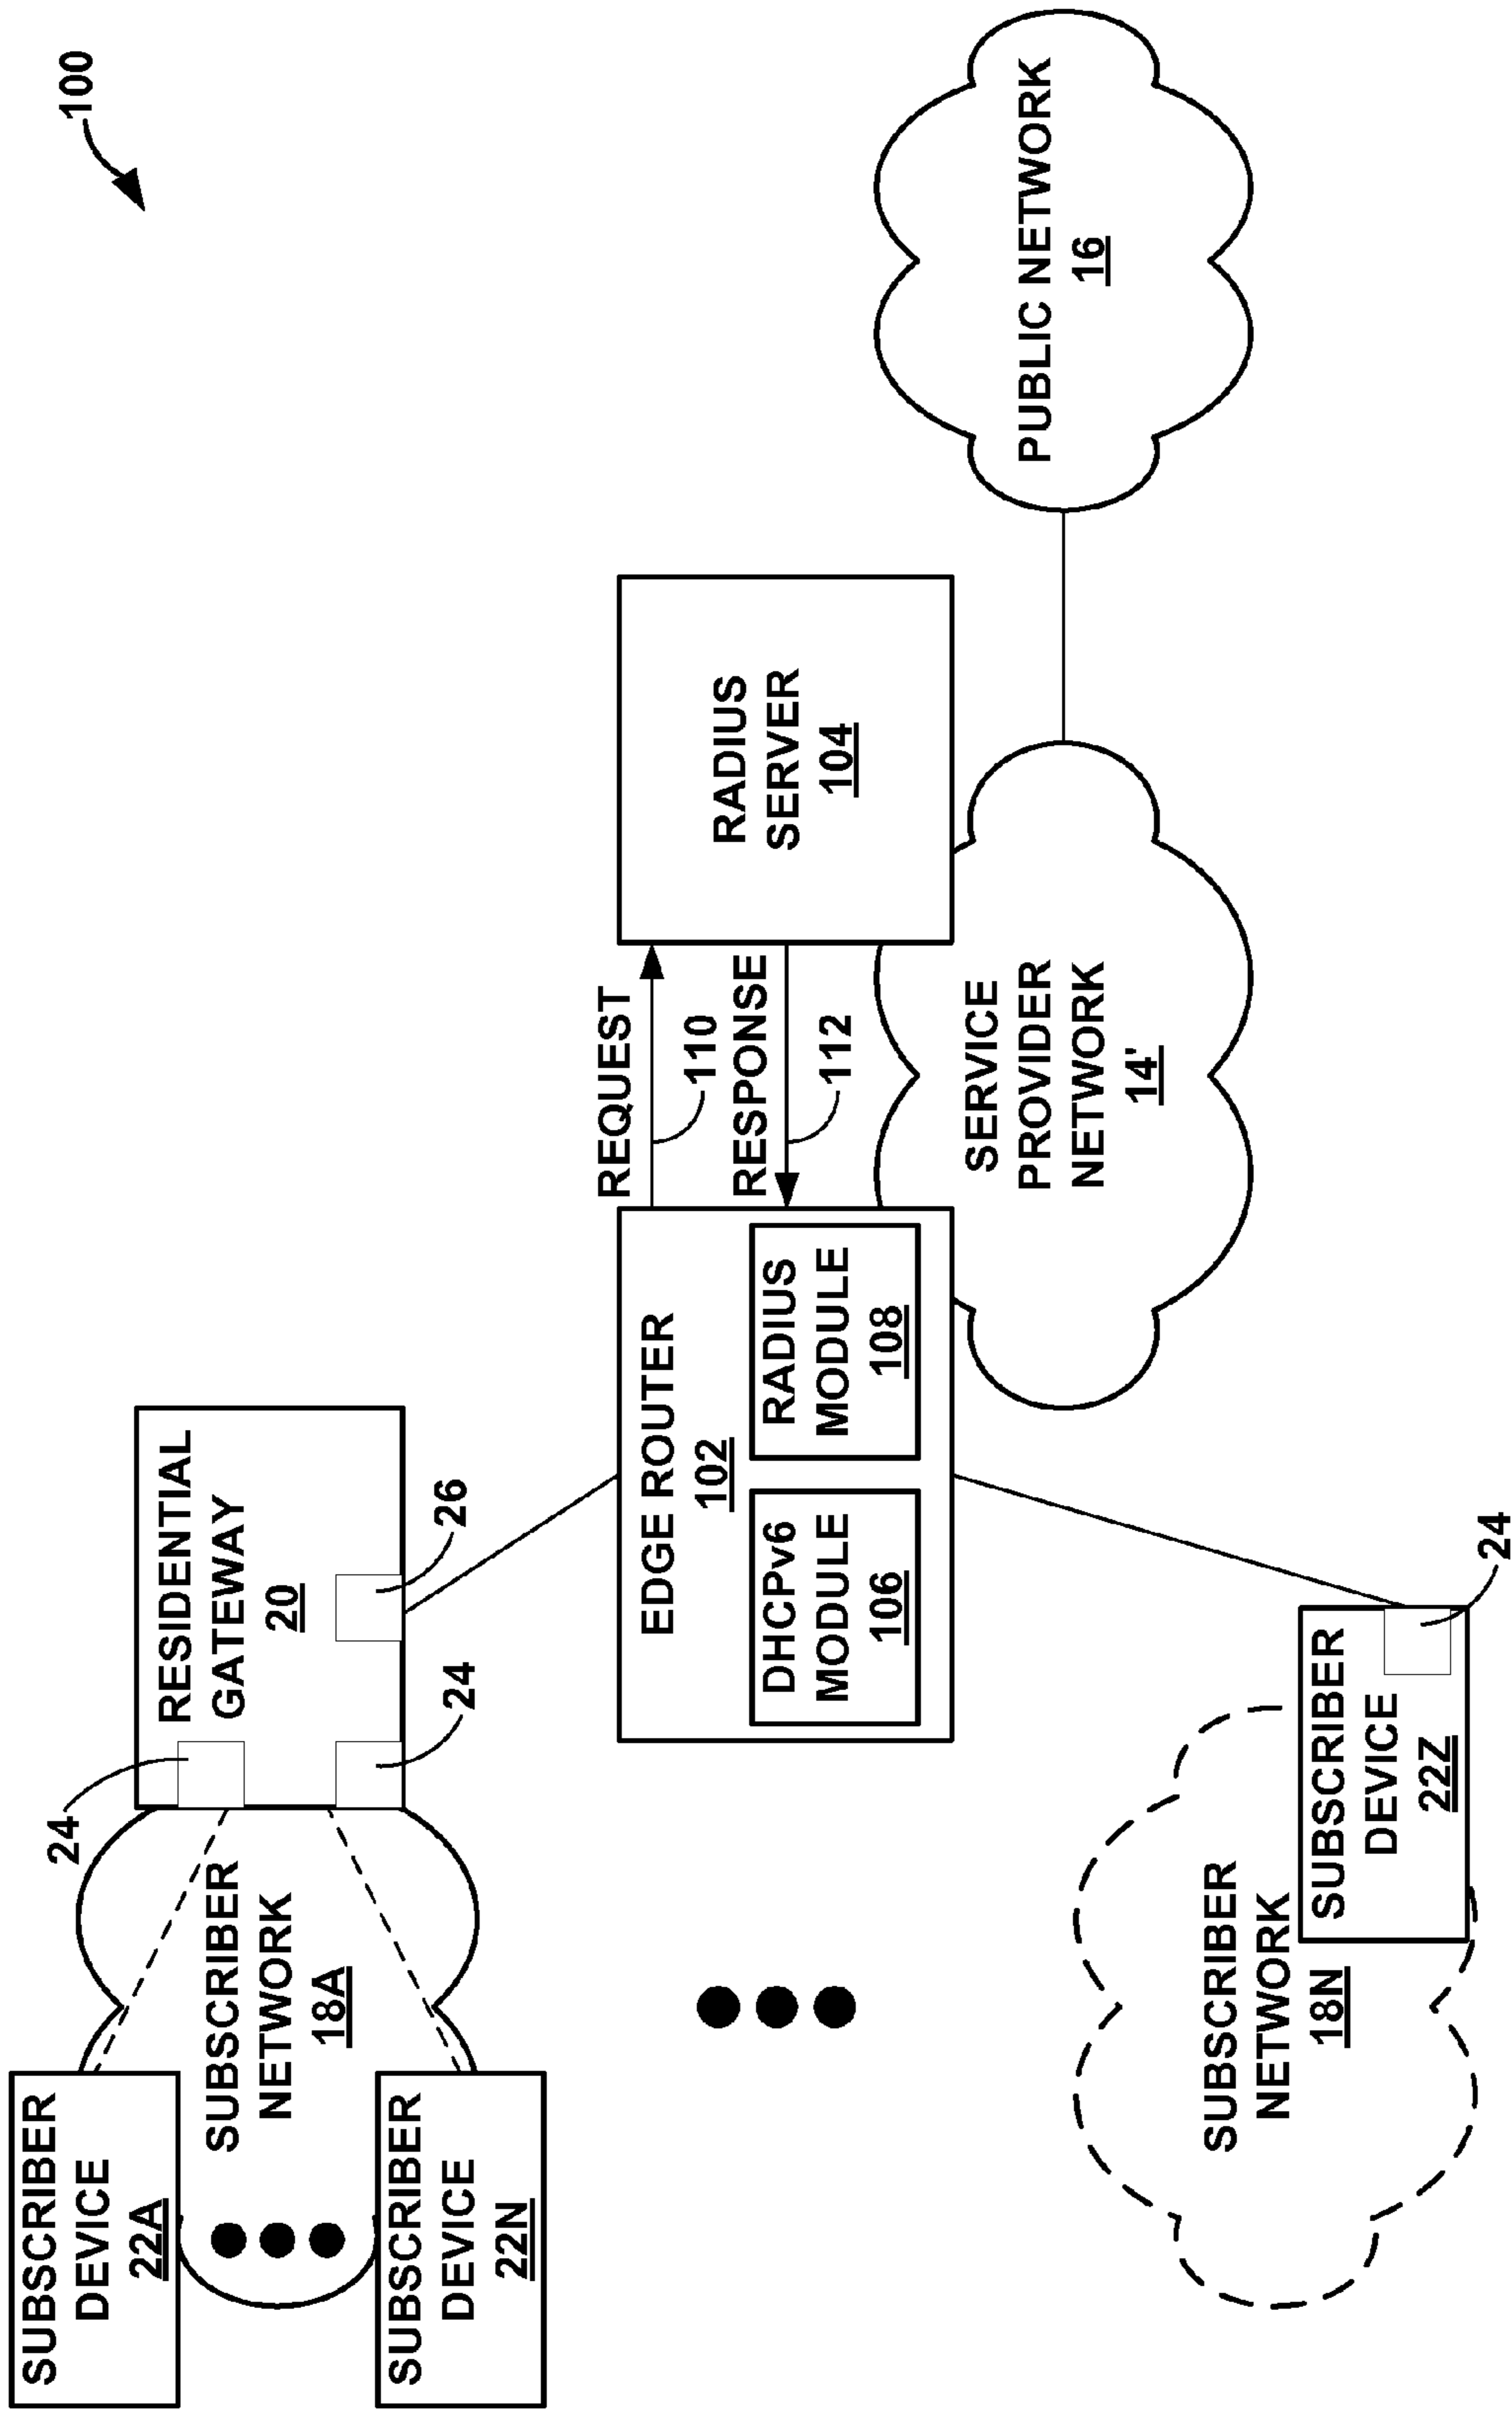 100
SUBSCRIBER
DEVICE
22A
24
RESIDENTIAL
GATEWAY
20
26
24
SUBSCRIBER
NETWORK
18A
SUBSCRIBER
DEVICE
22N
EDGE ROUTER
102
DHCPv6
MODULE
106
RADIUS
MODULE
108
REQUEST
110
RESPONSE
112
RADIUS
SERVER
104
SERVICE
PROVIDER
NETWORK
14'
PUBLIC NETWORK
16
SUBSCRIBER
NETWORK
18N
SUBSCRIBER
DEVICE
22Z
24